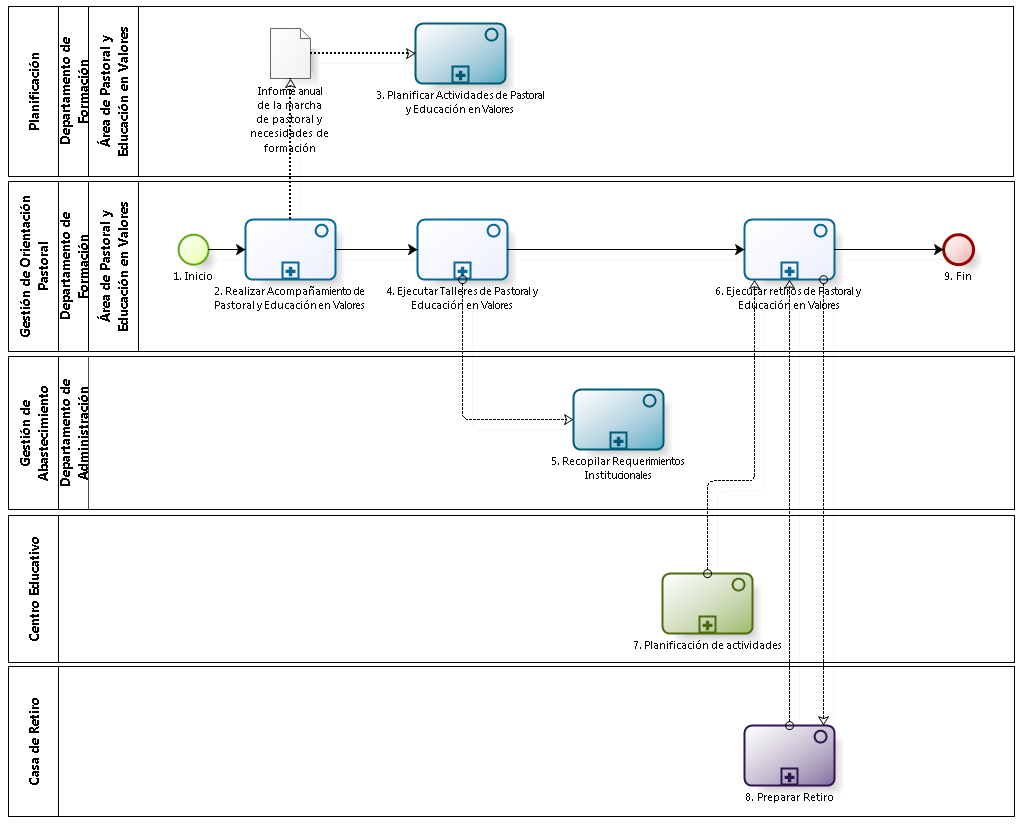 Planificación
Departamento de
Formación
Área de Pastoral y
Educación en Valores
Informe anual
de la marcha
de pastoral y
necesidades de
formación
3. Planificar Actividades de Pastoral
y Educación en Valores
Gestión de Orientación
Pastoral
Departamento de
Formación
Área de Pastoral y
Educación en Valores
1. Inicio
2. Realizar Acompañamiento de
Pastoral y Educación en Valores
4. Ejecutar Talleres de Pastoral y
Educación en Valores
6. Ejecutar retiros de Pastoral y
Educación en Valores
9. Fin
Gestión de
Abastecimiento
Departamento de
Administración
5. Recopilar Requerimientos
Institucionales
Centro Educativo
7. Planificación de actividades
Casa de Retiro
8. Preparar Retiro